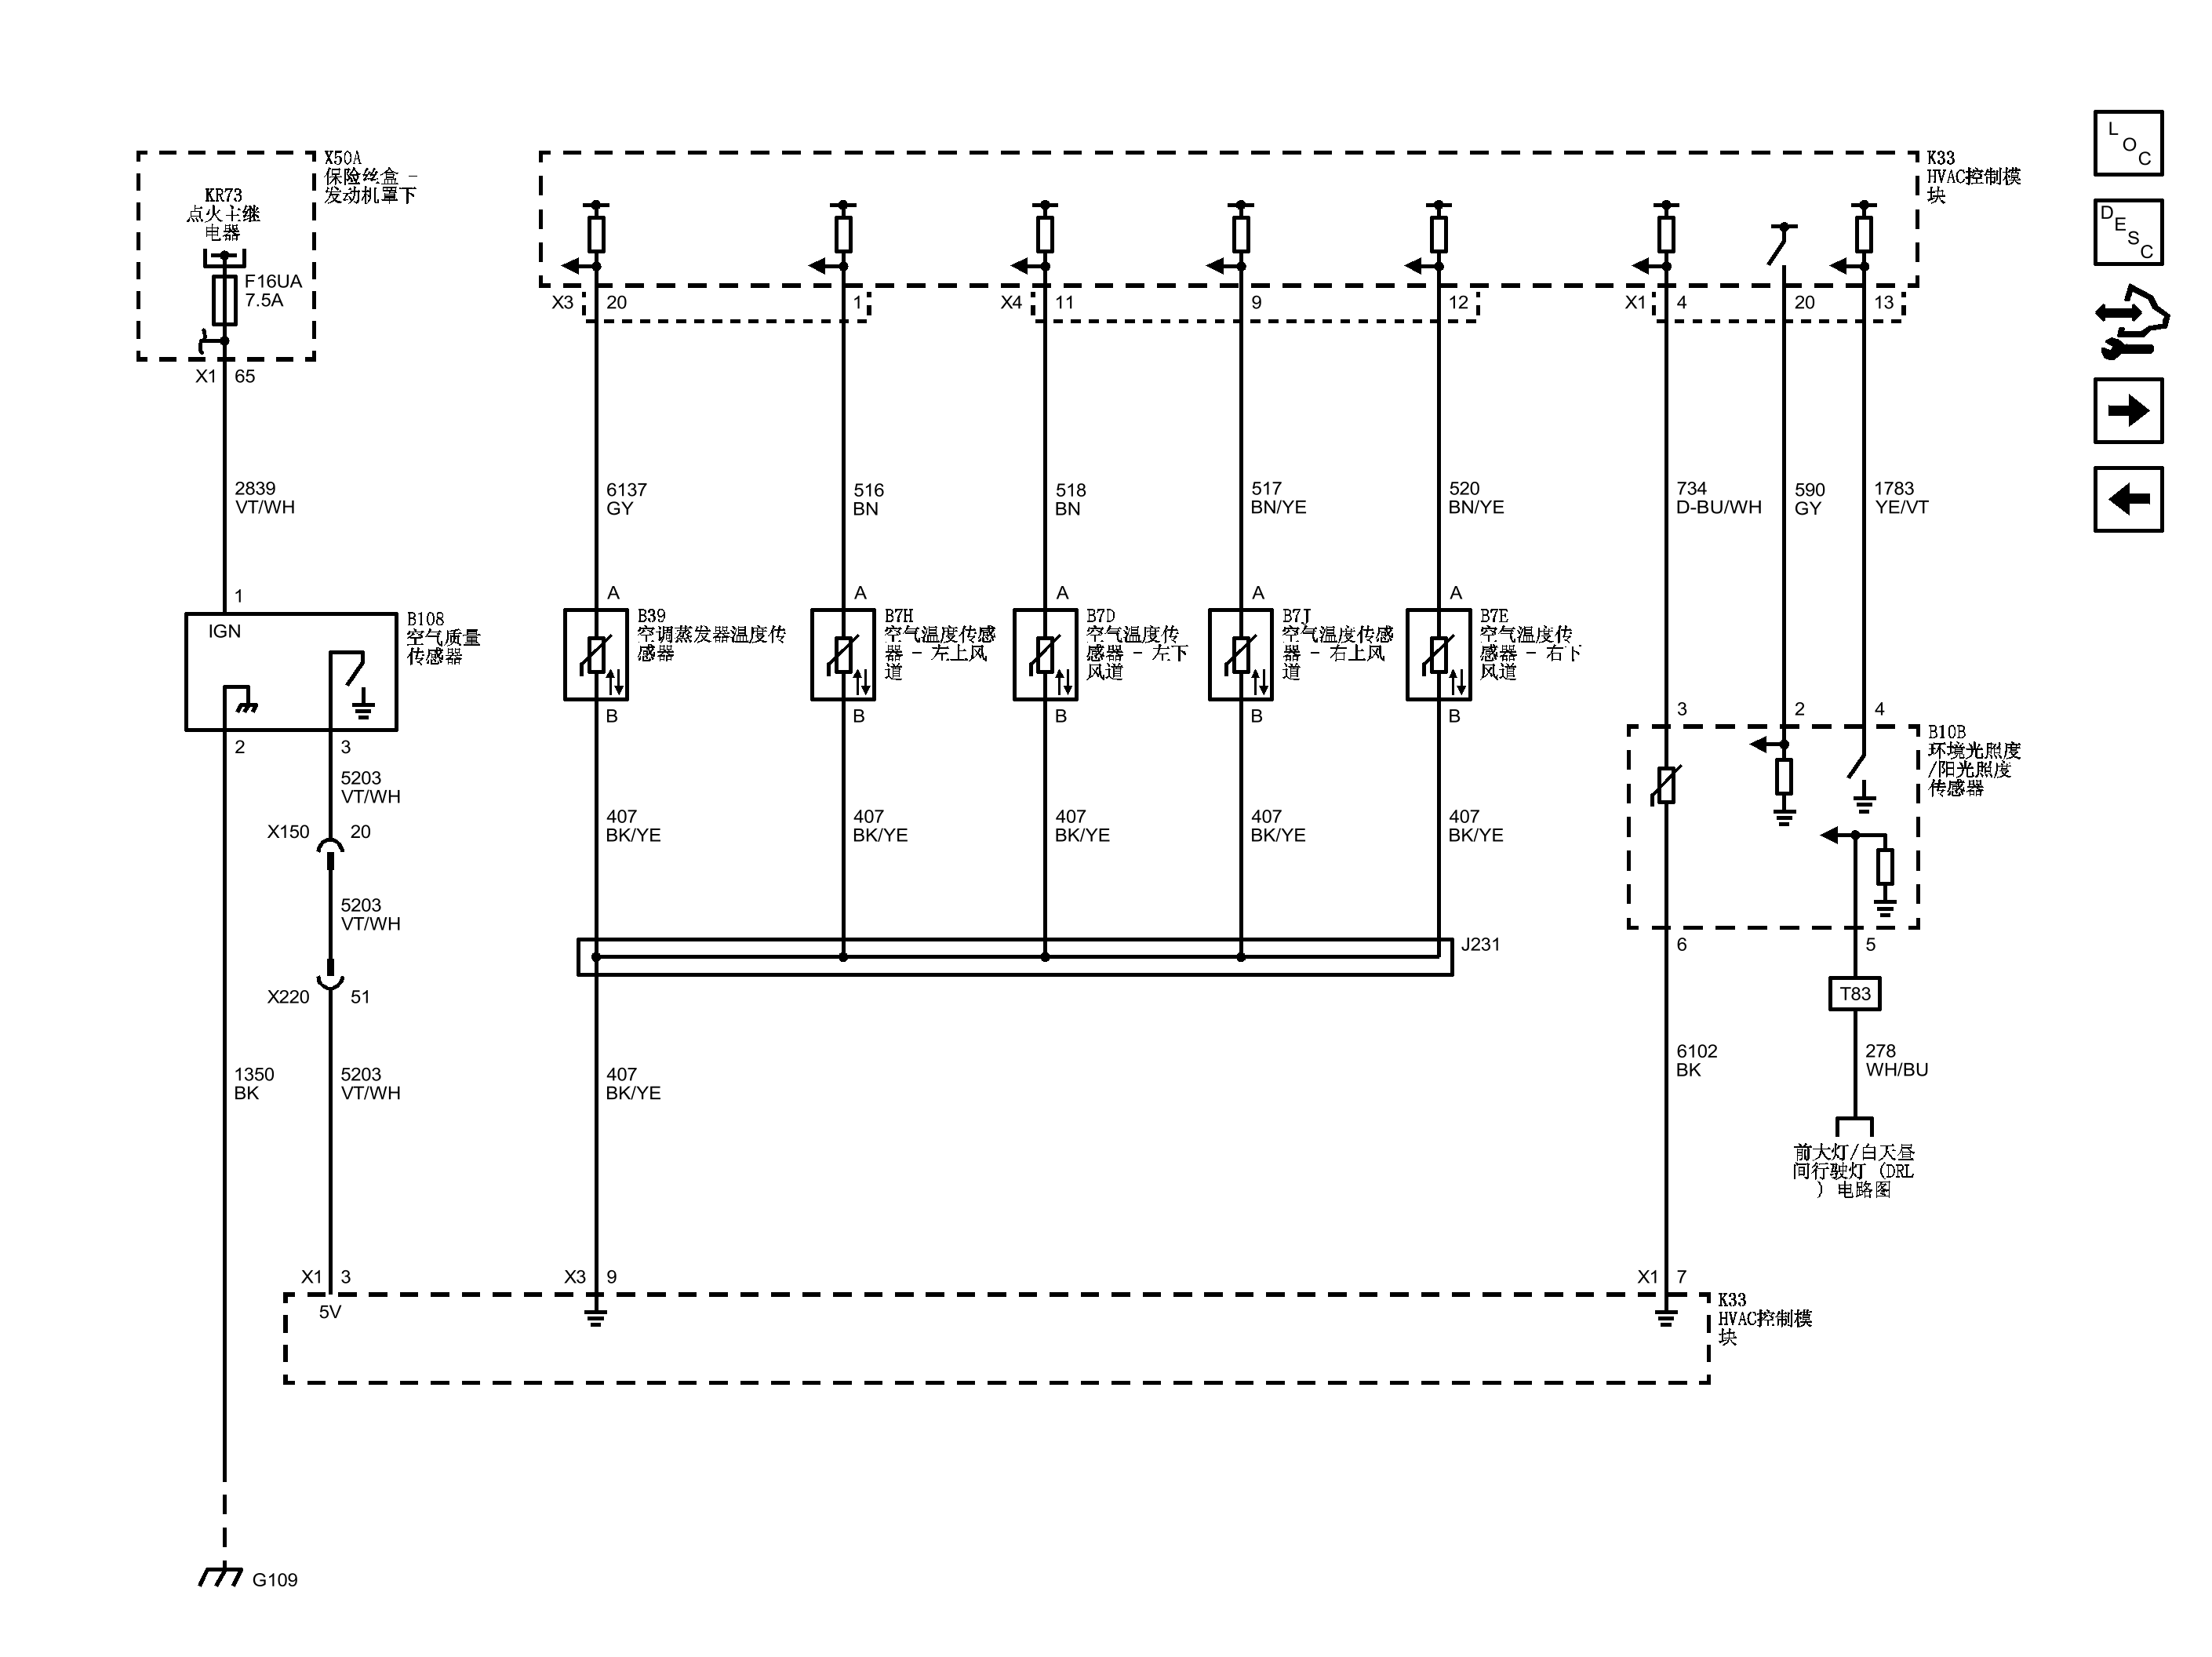 X50A
保险丝盒 -
发动机罩下
KR73
点火主继
电器
F16UA
7.5A
X1 65
K33
HVAC控制模
块
X3 20 1 X4 11 9 12 X1 4 20 13
L
O
C
D
E
S
C
2839
VT/WH
6137
GY
516
BN
518
BN
517
BN/YE
520
BN/YE
734
D-BU/WH
590
GY
1783
YE/VT
1
IGN
B108
空气质量
传感器
2 3
A
B39
空调蒸发器温度传
感器
B
A
B7H
空气温度传感
器 - 左上风
道
B
A
B7D
空气温度传
感器 - 左下
风道
B
A
B7J
空气温度传感
器 - 右上风
道
B
A
B7E
空气温度传
感器 - 右下
风道
B
3 2 4
B10B
环境光照度
/阳光照度
传感器
6 5
5203
VT/WH
X150 20
5203
VT/WH
X220 51
407
BK/YE
407
BK/YE
407
BK/YE
407
BK/YE
407
BK/YE
J231
T83
1350
BK
5203
VT/WH
407
BK/YE
6102
BK
278
WH/BU
前大灯/白天昼
间行驶灯 (DRL
) 电路图
X1 3
X3 9
X1 7
5V
K33
HVAC控制模
块
G109